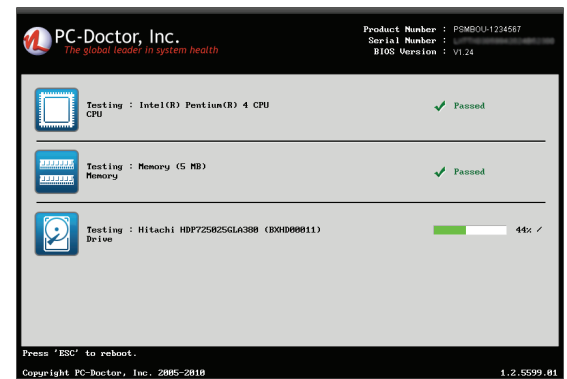 PC-Doctor, Inc.
The global leader in system health
Product Number : PSMBOU-1234567
Serial Number :
BIOS Version : V1.24
Testing : Intel(R) Pentium(R) 4 CPU
CPU
Passed
Testing : Memory (5 MB)
Memory
Passed
Testing : Hitachi HDP725025GLA380 (BXHD00011)
Drive
44% /
Press 'ESC' to reboot.
Copyright PC-Doctor, Inc. 2005-2010
1.2.5599.01